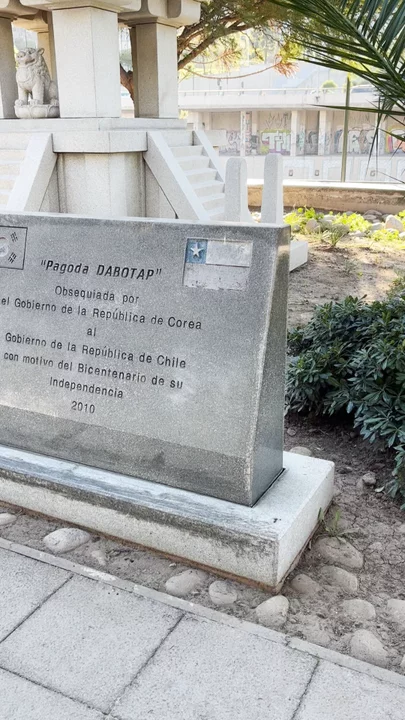 "Pagoda DABOTAP"
Obsequiada por
el Gobierno de la República de Corea
al
Gobierno de la República de Chile
con motivo del Bicentenario de su
Independencia
2010